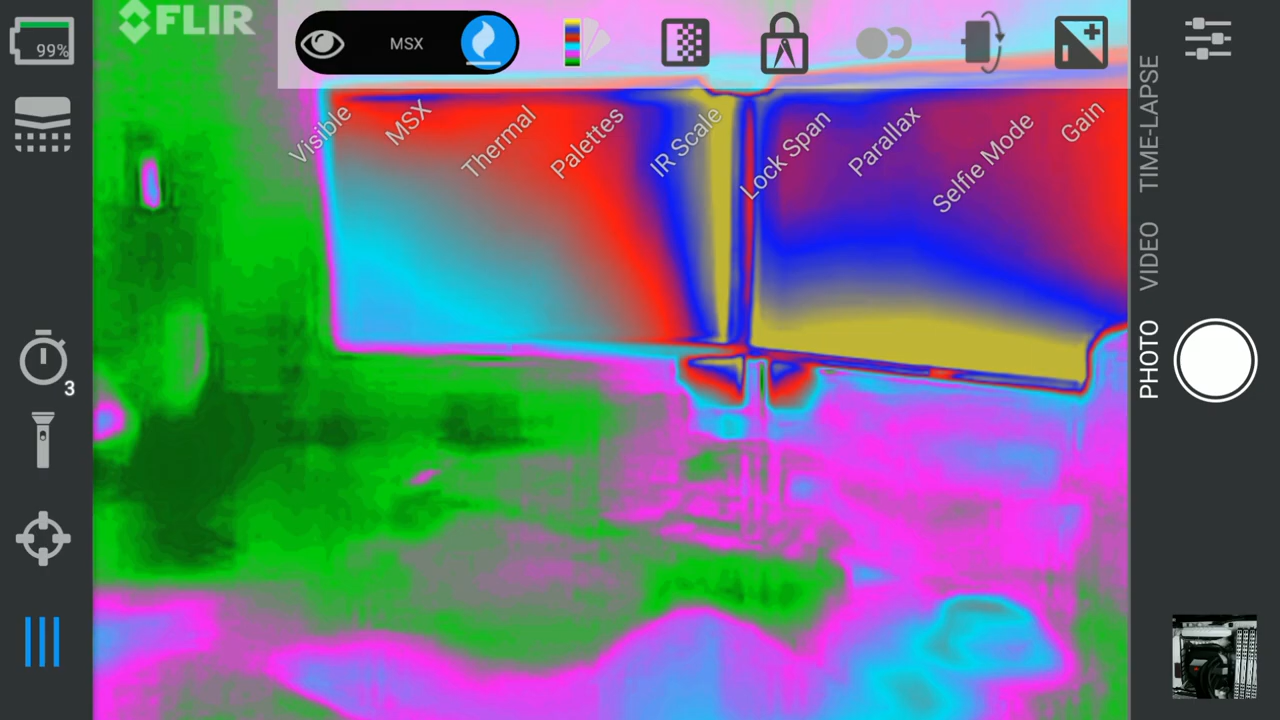 99%
FLIR
MSX
Visible
MSX
Thermal
Palettes
IR Scale
Lock Span
Parallax
Selfie Mode
Gain
3
TIME-LAPSE
VIDEO
PHOTO